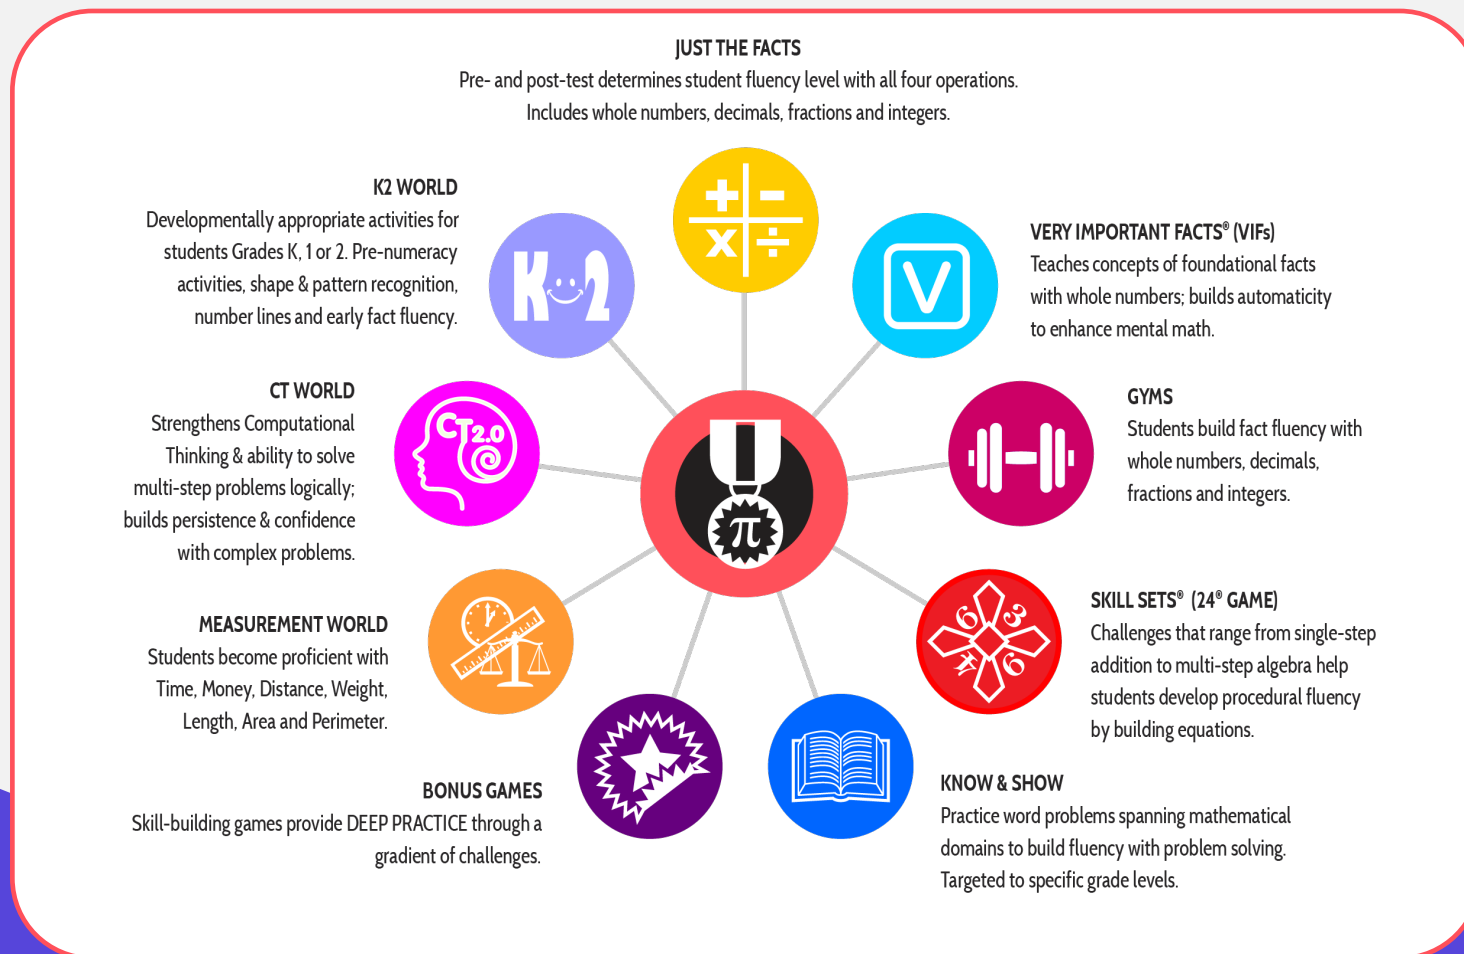 JUST THE FACTS
Pre- and post-test determines student fluency level with all four operations.
Includes whole numbers, decimals, fractions and integers.
K2 WORLD
Developmentally appropriate activities for
students Grades K, 1 or 2. Pre-numeracy
activities, shape & pattern recognition,
number lines and early fact fluency.
K 2
+ -
x ÷
V
VERY IMPORTANT FACTS® (VIFs)
Teaches concepts of foundational facts
with whole numbers; builds automaticity
to enhance mental math.
CT WORLD
Strengthens Computational
Thinking & ability to solve
multi-step problems logically;
builds persistence & confidence
with complex problems.
CT2.0
π
GYMS
Students build fact fluency with
whole numbers, decimals,
fractions and integers.
MEASUREMENT WORLD
Students become proficient with
Time, Money, Distance, Weight,
Length, Area and Perimeter.
6 3
4 9
SKILL SETS® (24® GAME)
Challenges that range from single-step
addition to multi-step algebra help
students develop procedural fluency
by building equations.
BONUS GAMES
Skill-building games provide DEEP PRACTICE through a
gradient of challenges.
KNOW & SHOW
Practice word problems spanning mathematical
domains to build fluency with problem solving.
Targeted to specific grade levels.